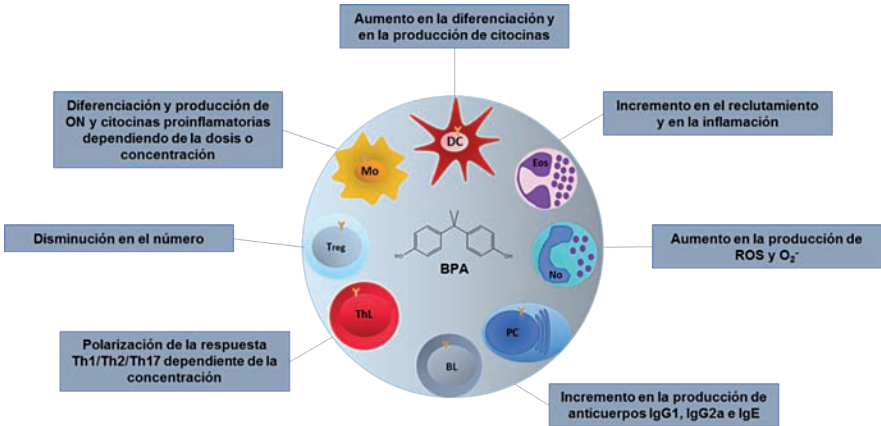 Aumento en la diferenciación y
en la producción de citocinas
Diferenciación y producción de
ON y citocinas proinflamatorias
dependiendo de la dosis o
concentración
Incremento en el reclutamiento
y en la inflamación
DC
Mo
Eos
Disminución en el número
Treg
HO
OH
BPA
No
Aumento en la producción de
ROS y O₂⁻
ThL
PC
BL
Polarización de la respuesta
Th1/Th2/Th17 dependiente de la
concentración
Incremento en la producción de
anticuerpos IgG1, IgG2a e IgE